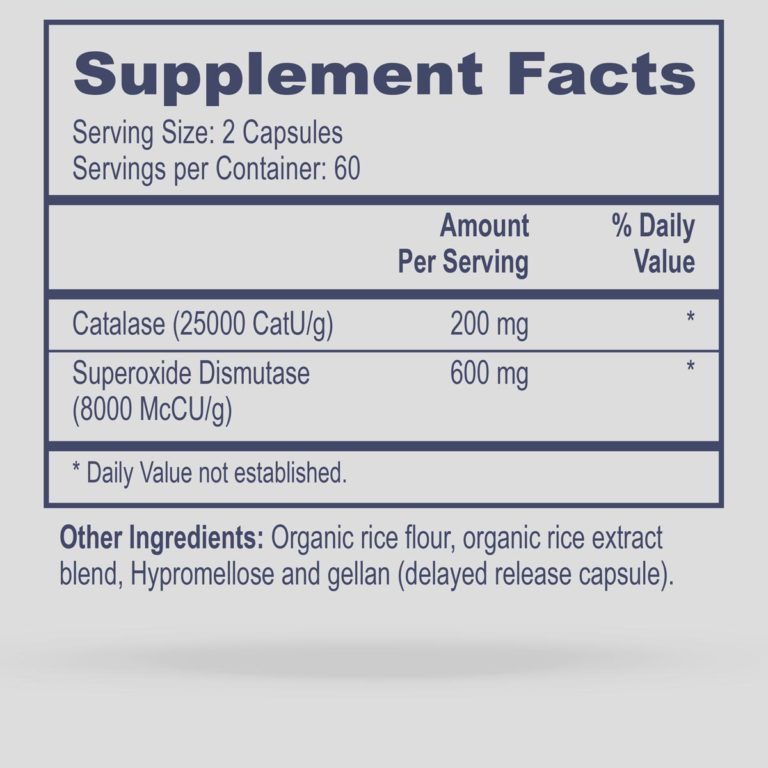 Supplement Facts
Serving Size: 2 Capsules
Servings per Container: 60
Amount
Per Serving
% Daily
Value
Catalase (25000 CatU/g) 200 mg *
Superoxide Dismutase 600 mg *
(8000 McCU/g)
* Daily Value not established.
Other Ingredients: Organic rice flour, organic rice extract
blend, Hypromellose and gellan (delayed release capsule).